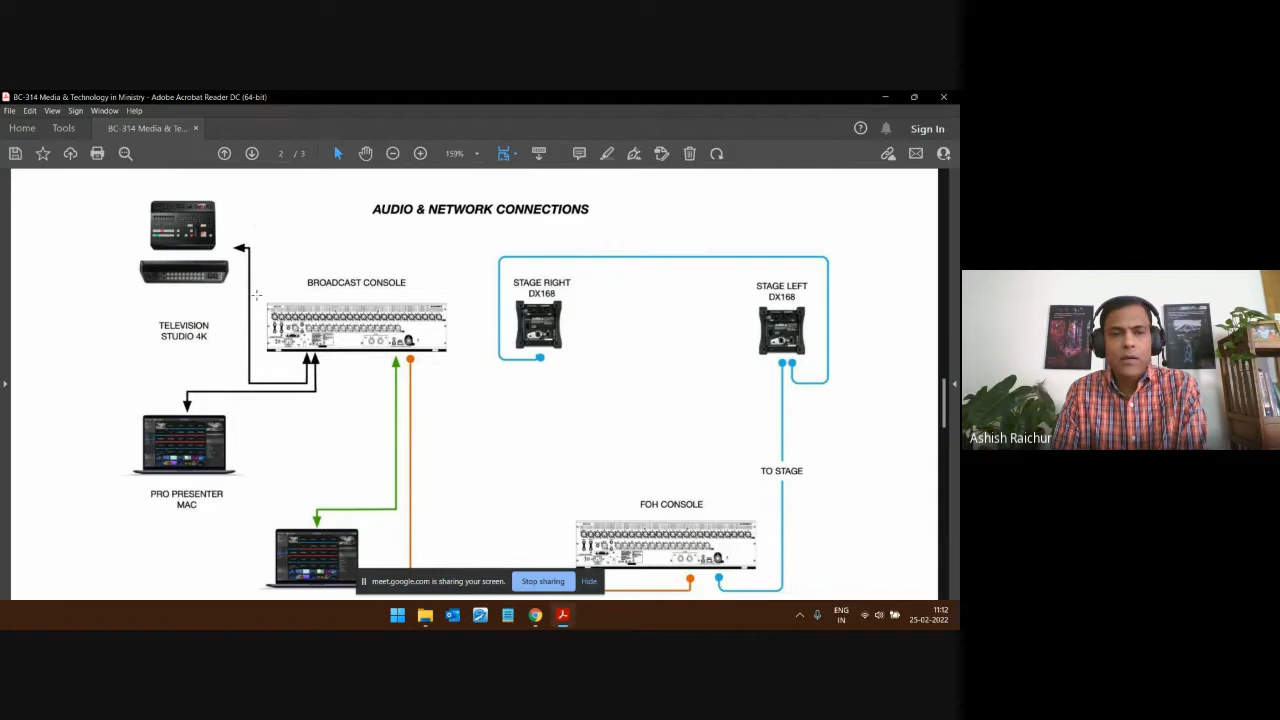 BC-314 Media & Technology in Ministry - Adobe Acrobat Reader DC (64-bit)
File Edit View Sign Window Help
Home Tools BC-314 Media & Te... × Sign In
2 / 3 159%
AUDIO & NETWORK CONNECTIONS
BROADCAST CONSOLE
STAGE RIGHT
DX168
STAGE LEFT
DX168
TELEVISION
STUDIO 4K
TO STAGE
PRO PRESENTER
MAC
FOH CONSOLE
meet.google.com is sharing your screen. Stop sharing Hide
ENG
IN
11:12
25-02-2022
Ashish Raichur